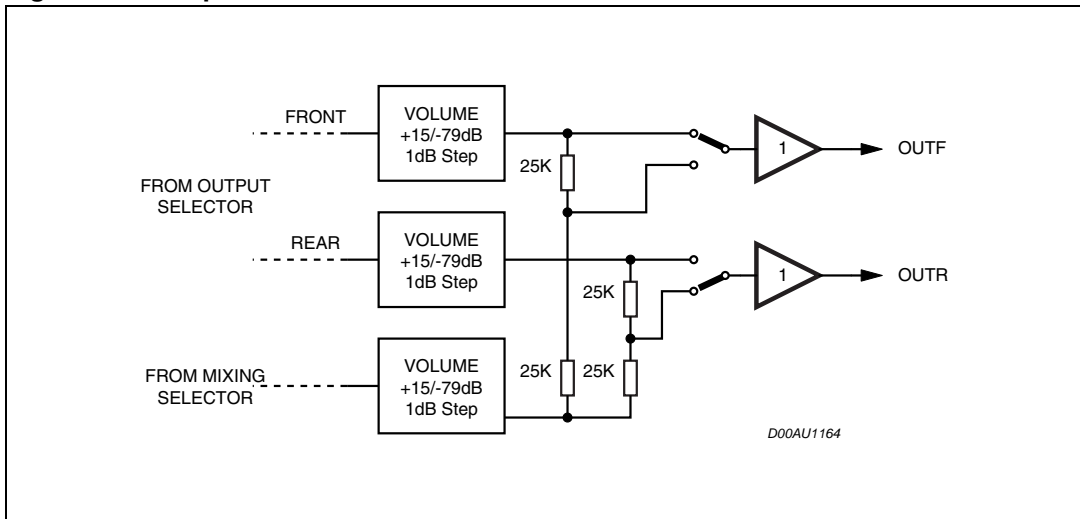 FRONT
VOLUME
+15/-79dB
1dB Step
25K
1
OUTF
FROM OUTPUT
SELECTOR
REAR
VOLUME
+15/-79dB
1dB Step
25K
1
OUTR
FROM MIXING
SELECTOR
VOLUME
+15/-79dB
1dB Step
25K
25K
D00AU1164